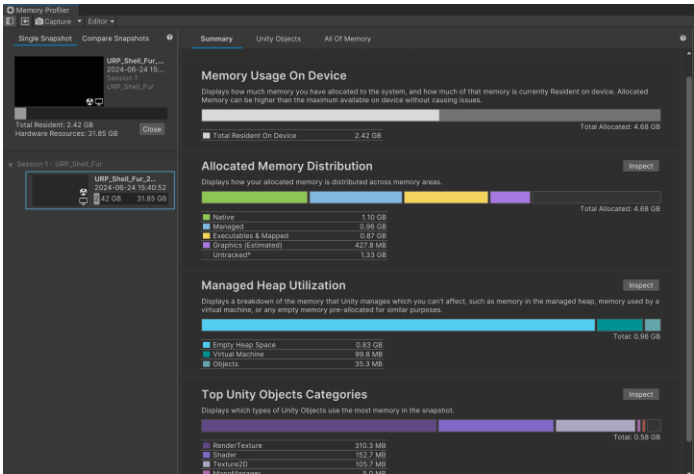 Memory Profiler
Capture Editor
Single Snapshot Compare Snapshots
URP_Shell_Fur_...
2024-06-24 15:...
Session 1
URP_Shell_Fur
Total Resident: 2.42 GB
Hardware Resources: 31.85 GB
Close
Session 1 - URP_Shell_Fur
URP_Shell_Fur_2...
2024-06-24 15:40:52
2.42 GB 31.85 GB
Summary Unity Objects All Of Memory
Memory Usage On Device
Displays how much memory you have allocated to the system, and how much of that memory is currently Resident on device. Allocated
Memory can be higher than the maximum available on device without causing issues.
Total Allocated: 4.68 GB
Total Resident On Device 2.42 GB
Allocated Memory Distribution Inspect
Displays how your allocated memory is distributed across memory areas.
Total Allocated: 4.68 GB
Native 1.10 GB
Managed 0.96 GB
Executables & Mapped 0.87 GB
Graphics (Estimated) 427.8 MB
Untracked* 1.33 GB
Managed Heap Utilization Inspect
Displays a breakdown of the memory that Unity manages which you can't affect, such as memory in the managed heap, memory used by a
virtual machine, or any empty memory pre-allocated for similar purposes.
Total: 0.96 GB
Empty Heap Space 0.83 GB
Virtual Machine 99.8 MB
Objects 35.3 MB
Top Unity Objects Categories Inspect
Displays which types of Unity Objects use the most memory in the snapshot.
Total: 0.58 GB
RenderTexture 310.3 MB
Shader 152.7 MB
Texture2D 105.7 MB
MonoManager 5.0 MB